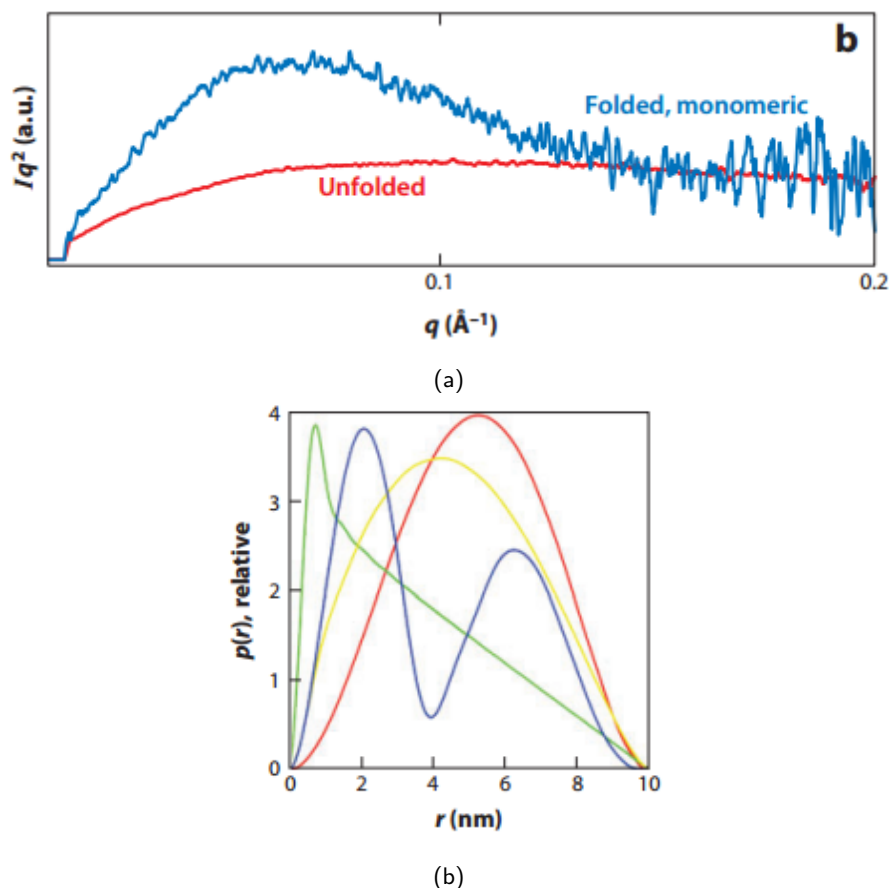 b
Iq² (a.u.)
Folded, monomeric
Unfolded
0.1
0.2
q (Å⁻¹)
(a)
4
3
2
1
0
p(r), relative
0 2 4 6 8 10
r (nm)
(b)